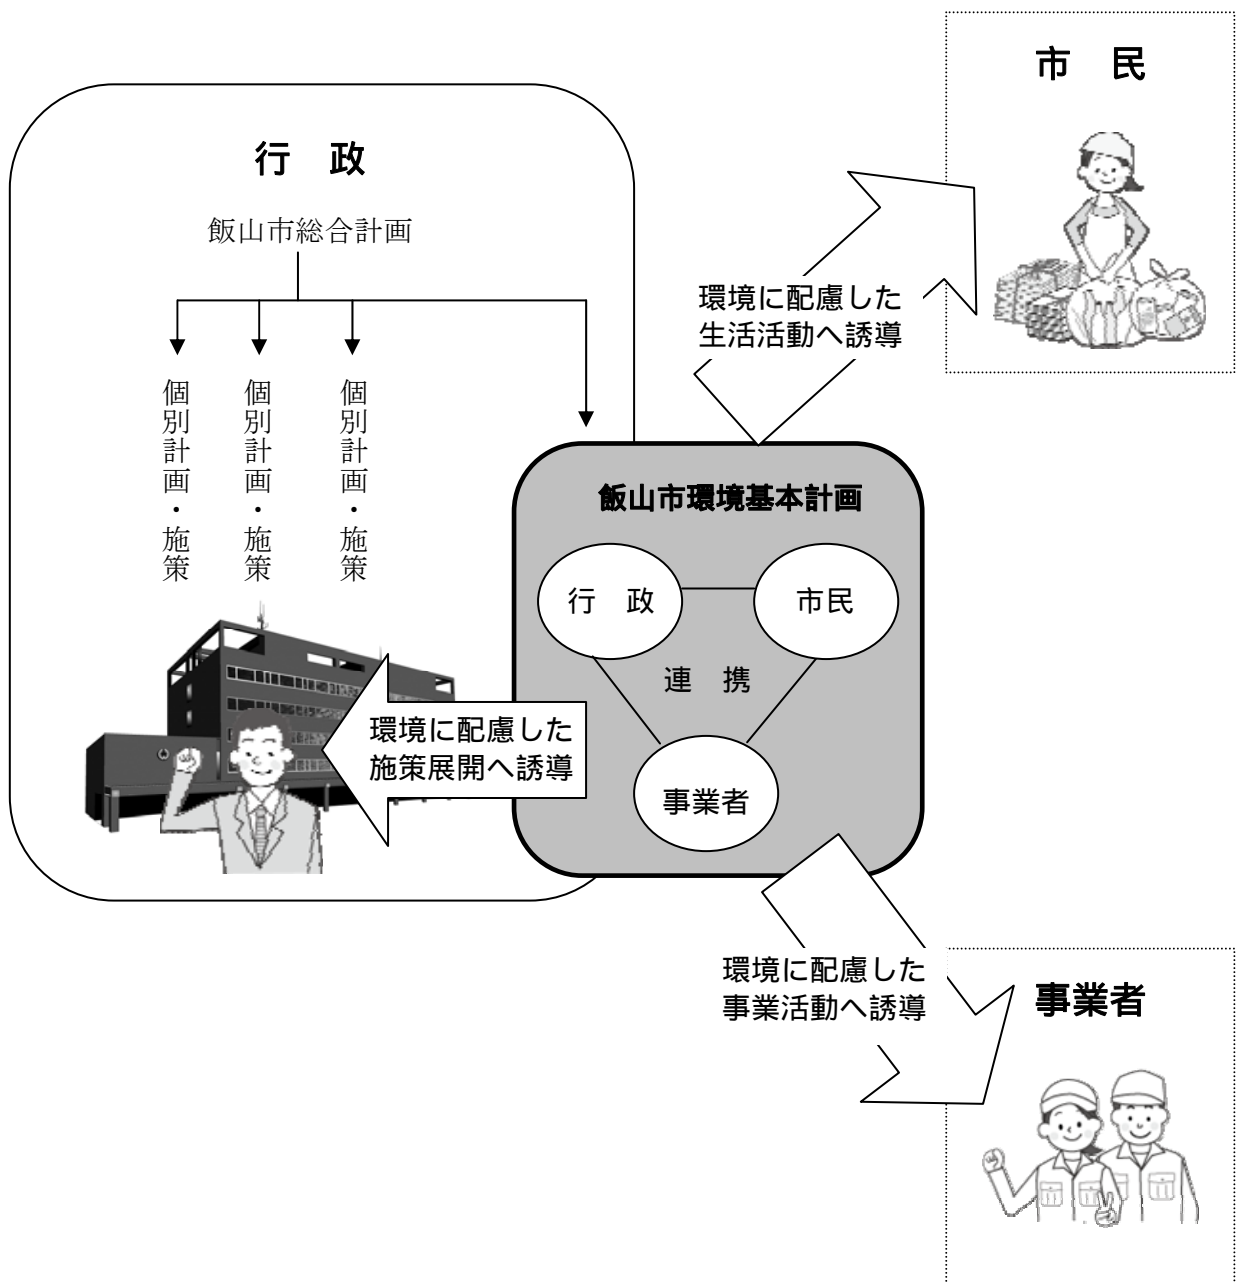 市　民
行　政
飯山市総合計画
環境に配慮した
生活活動へ誘導
個別計画・施策
個別計画・施策
個別計画・施策
飯山市環境基本計画
行　政
市民
連　携
環境に配慮した
施策展開へ誘導
事業者
環境に配慮した
事業活動へ誘導
事業者